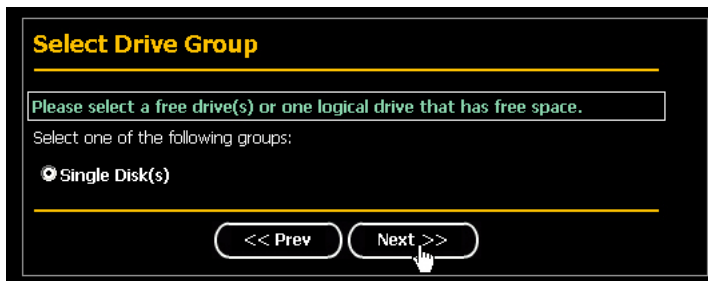 Select Drive Group
Please select a free drive(s) or one logical drive that has free space.
Select one of the following groups:
Single Disk(s)
<< Prev
Next >>